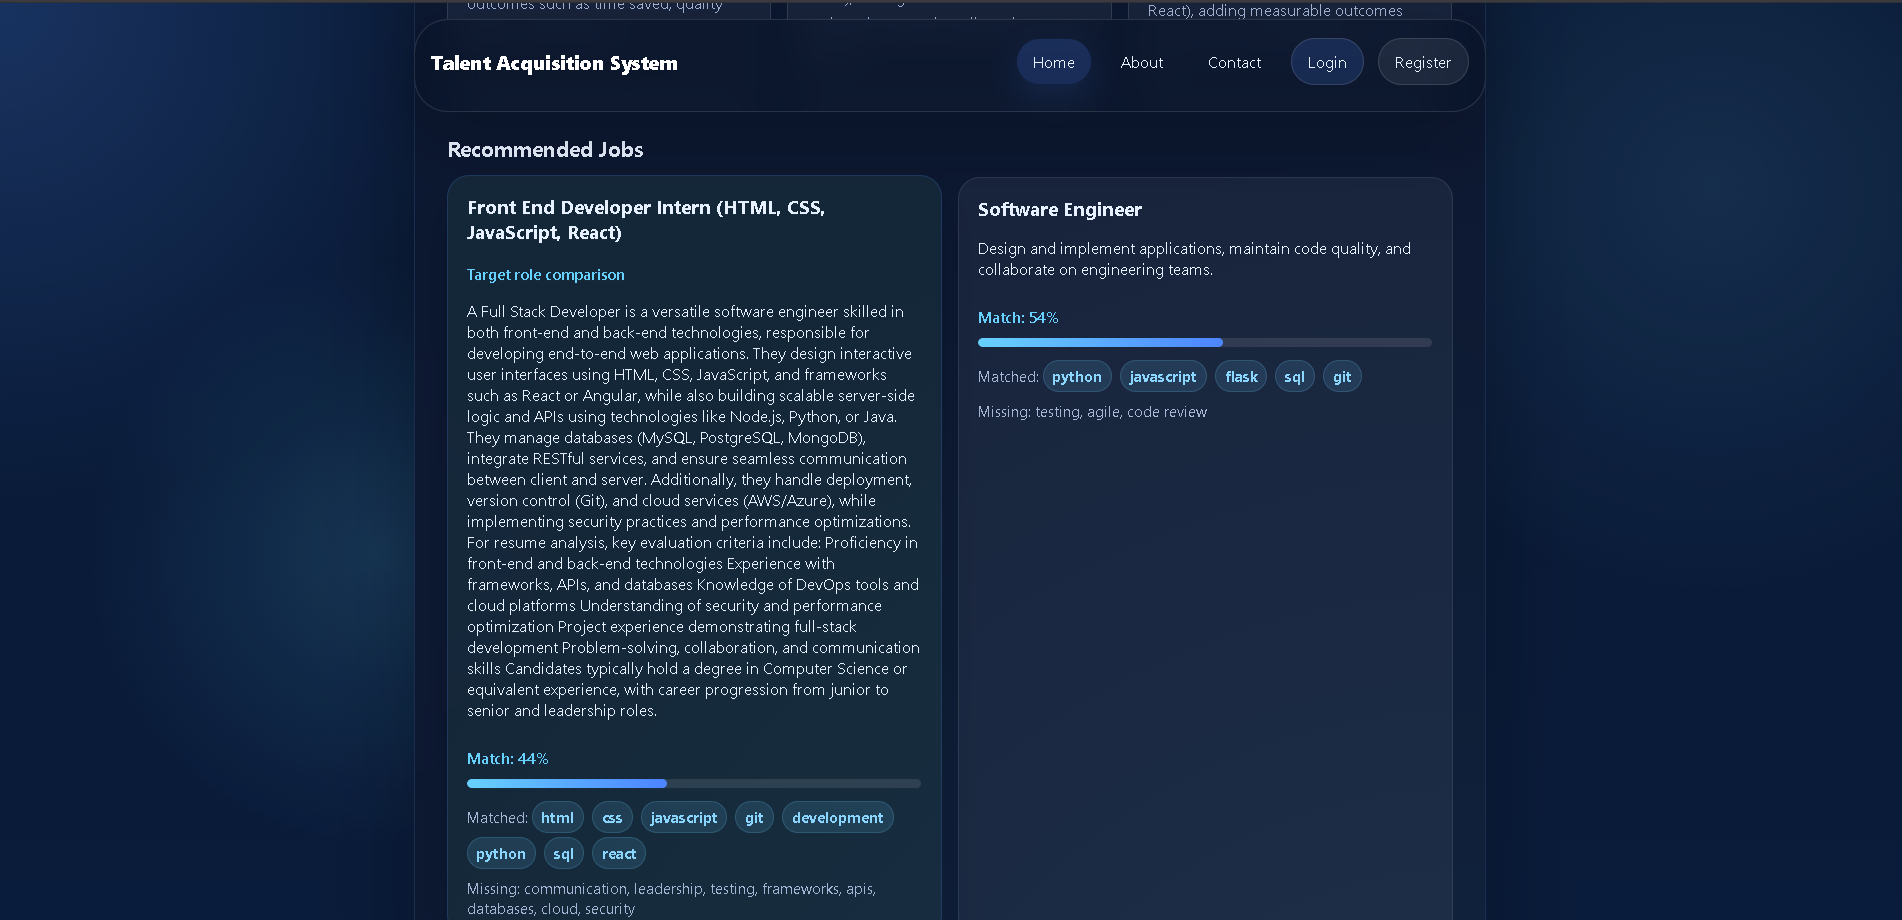 outcomes such as time saved, quality
React), adding measurable outcomes
Talent Acquisition System
Home
About
Contact
Login
Register
Recommended Jobs
Front End Developer Intern (HTML, CSS,
JavaScript, React)
Target role comparison
A Full Stack Developer is a versatile software engineer skilled in
both front-end and back-end technologies, responsible for
developing end-to-end web applications. They design interactive
user interfaces using HTML, CSS, JavaScript, and frameworks
such as React or Angular, while also building scalable server-side
logic and APIs using technologies like Node.js, Python, or Java.
They manage databases (MySQL, PostgreSQL, MongoDB),
integrate RESTful services, and ensure seamless communication
between client and server. Additionally, they handle deployment,
version control (Git), and cloud services (AWS/Azure), while
implementing security practices and performance optimizations.
For resume analysis, key evaluation criteria include: Proficiency in
front-end and back-end technologies Experience with
frameworks, APIs, and databases Knowledge of DevOps tools and
cloud platforms Understanding of security and performance
optimization Project experience demonstrating full-stack
development Problem-solving, collaboration, and communication
skills Candidates typically hold a degree in Computer Science or
equivalent experience, with career progression from junior to
senior and leadership roles.
Match: 44%
Matched: html css javascript git development
python sql react
Missing: communication, leadership, testing, frameworks, apis,
databases, cloud, security
Software Engineer
Design and implement applications, maintain code quality, and
collaborate on engineering teams.
Match: 54%
Matched: python javascript flask sql git
Missing: testing, agile, code review